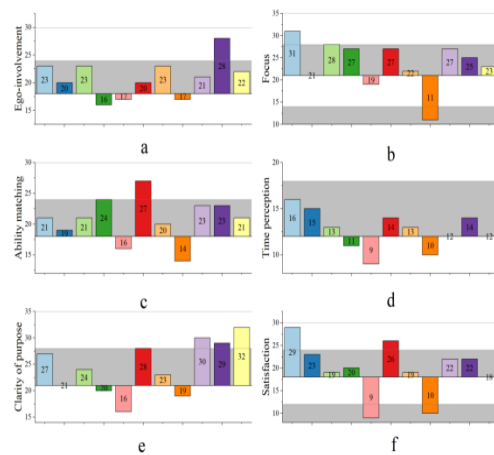 Ego-involvement
30
25
20
15
23 20 23 16 17 20 23 17 21 28 22
a
Focus
35
30
25
20
15
10
31 21 28 27 19 27 22 11 27 25 23
b
Ability matching
30
25
20
15
21 19 21 24 16 27 20 14 23 23 21
c
Time perception
20
15
10
16 15 13 11 9 14 13 10 12 14 12
d
Clarity of purpose
35
30
25
20
15
27 21 24 20 16 28 23 19 30 29 32
e
Satisfaction
30
25
20
15
10
29 23 19 20 9 26 19 10 22 22 18
f